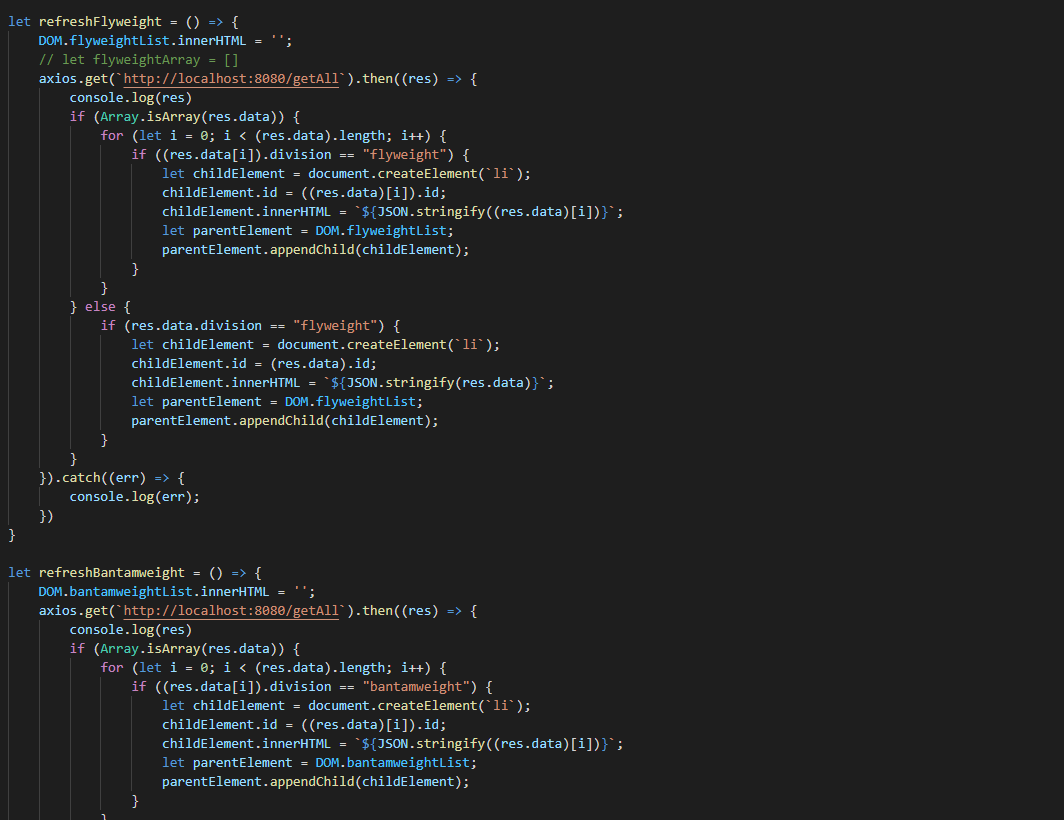 let refreshFlyweight = () => {
    DOM.flyweightList.innerHTML = '';
    // let flyweightArray = []
    axios.get(`http://localhost:8080/getAll`).then((res) => {
        console.log(res)
        if (Array.isArray(res.data)) {
            for (let i = 0; i < (res.data).length; i++) {
                if ((res.data[i]).division == "flyweight") {
                    let childElement = document.createElement(`li`);
                    childElement.id = ((res.data)[i]).id;
                    childElement.innerHTML = `${JSON.stringify((res.data)[i])}`;
                    let parentElement = DOM.flyweightList;
                    parentElement.appendChild(childElement);
                }
            }
        } else {
            if (res.data.division == "flyweight") {
                let childElement = document.createElement(`li`);
                childElement.id = (res.data).id;
                childElement.innerHTML = `${JSON.stringify(res.data)}`;
                let parentElement = DOM.flyweightList;
                parentElement.appendChild(childElement);
            }
        }
    }).catch((err) => {
        console.log(err);
    })
}

let refreshBantamweight = () => {
    DOM.bantamweightList.innerHTML = '';
    axios.get(`http://localhost:8080/getAll`).then((res) => {
        console.log(res)
        if (Array.isArray(res.data)) {
            for (let i = 0; i < (res.data).length; i++) {
                if ((res.data[i]).division == "bantamweight") {
                    let childElement = document.createElement(`li`);
                    childElement.id = ((res.data)[i]).id;
                    childElement.innerHTML = `${JSON.stringify((res.data)[i])}`;
                    let parentElement = DOM.bantamweightList;
                    parentElement.appendChild(childElement);
                }
            }